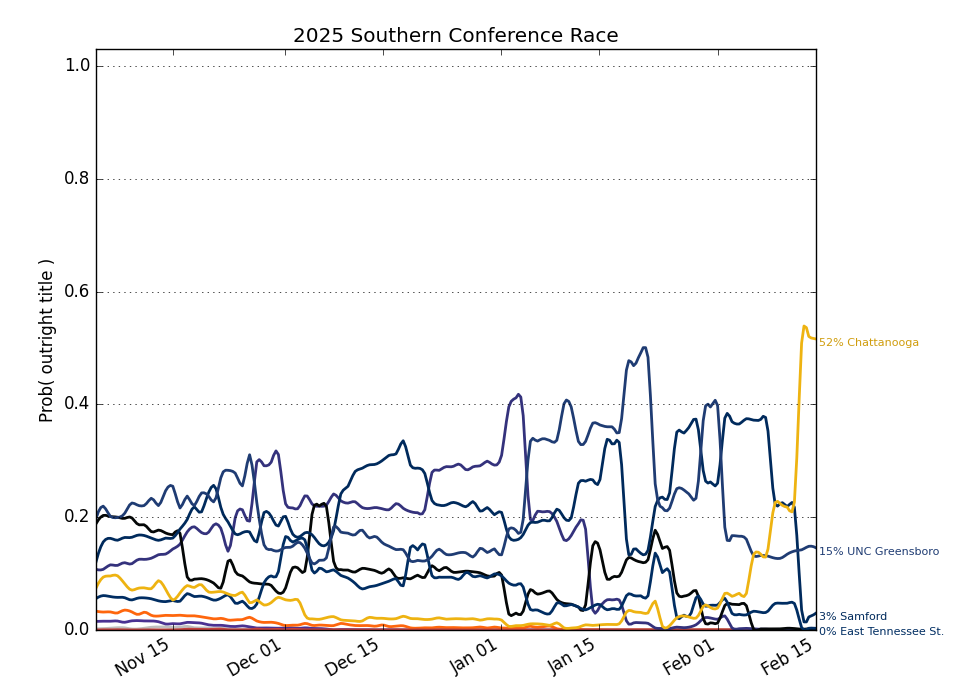 2025 Southern Conference Race
Prob( outright title )
1.0
0.8
0.6
0.4
0.2
0.0
52% Chattanooga
15% UNC Greensboro
3% Samford
0% East Tennessee St.
Nov 15
Dec 01
Dec 15
Jan 01
Jan 15
Feb 01
Feb 15